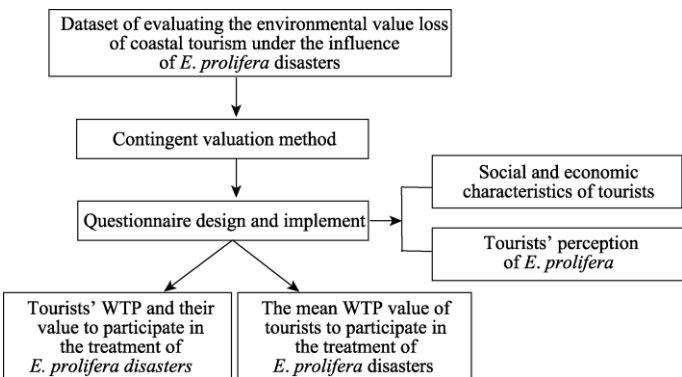 Dataset of evaluating the environmental value loss
of coastal tourism under the influence
of E. prolifera disasters
Contingent valuation method
Social and economic
characteristics of tourists
Questionnaire design and implement
Tourists' perception
of E. prolifera
Tourists' WTP and their
value to participate in
the treatment of
E. prolifera disasters
The mean WTP value of
tourists to participate in
the treatment of
E. prolifera disasters